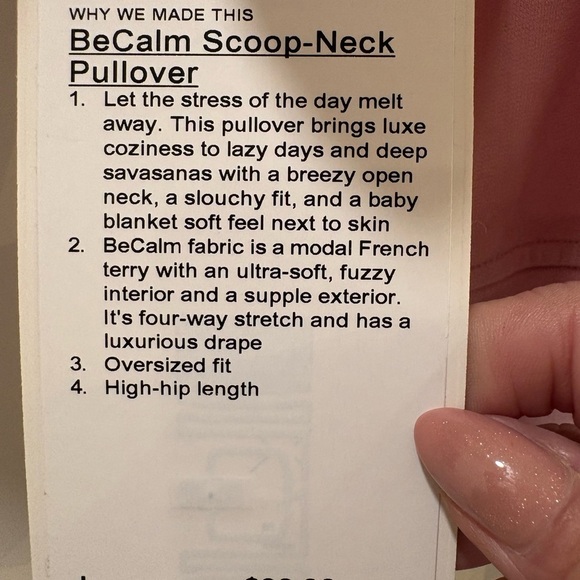 WHY WE MADE THIS
BeCalm Scoop-Neck
Pullover
1. Let the stress of the day melt
away. This pullover brings luxe
coziness to lazy days and deep
savasanas with a breezy open
neck, a slouchy fit, and a baby
blanket soft feel next to skin
2. BeCalm fabric is a modal French
terry with an ultra-soft, fuzzy
interior and a supple exterior.
It's four-way stretch and has a
luxurious drape
3. Oversized fit
4. High-hip length